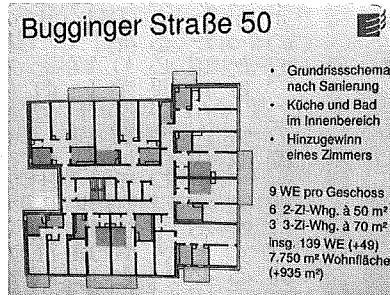 Bugginger Straße 50
• Grundrissschema
nach Sanierung
• Küche und Bad
im Innenbereich
• Hinzugewinn
eines Zimmers
9 WE pro Geschoss
6 2-Zi-Whg. à 50 m²
3 3-Zi-Whg. à 70 m²
insg. 139 WE (+49)
7.750 m² Wohnfläche
(+935 m²)